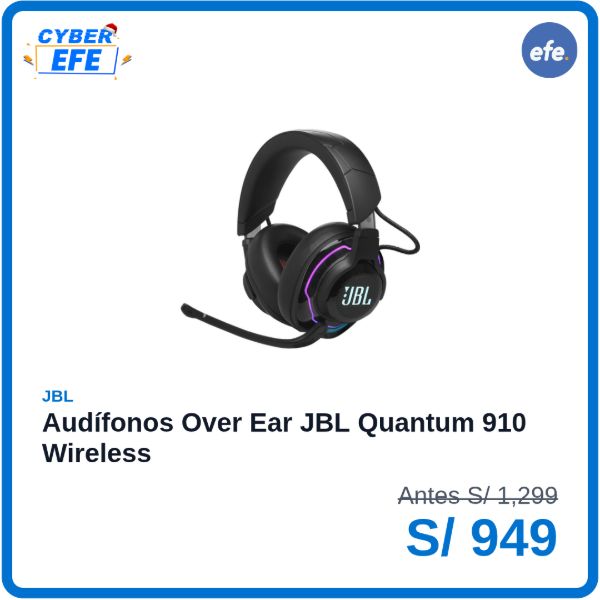 CYBER
EFE
efe.
JBL
JBL
Audífonos Over Ear JBL Quantum 910
Wireless
Antes S/ 1,299
S/ 949